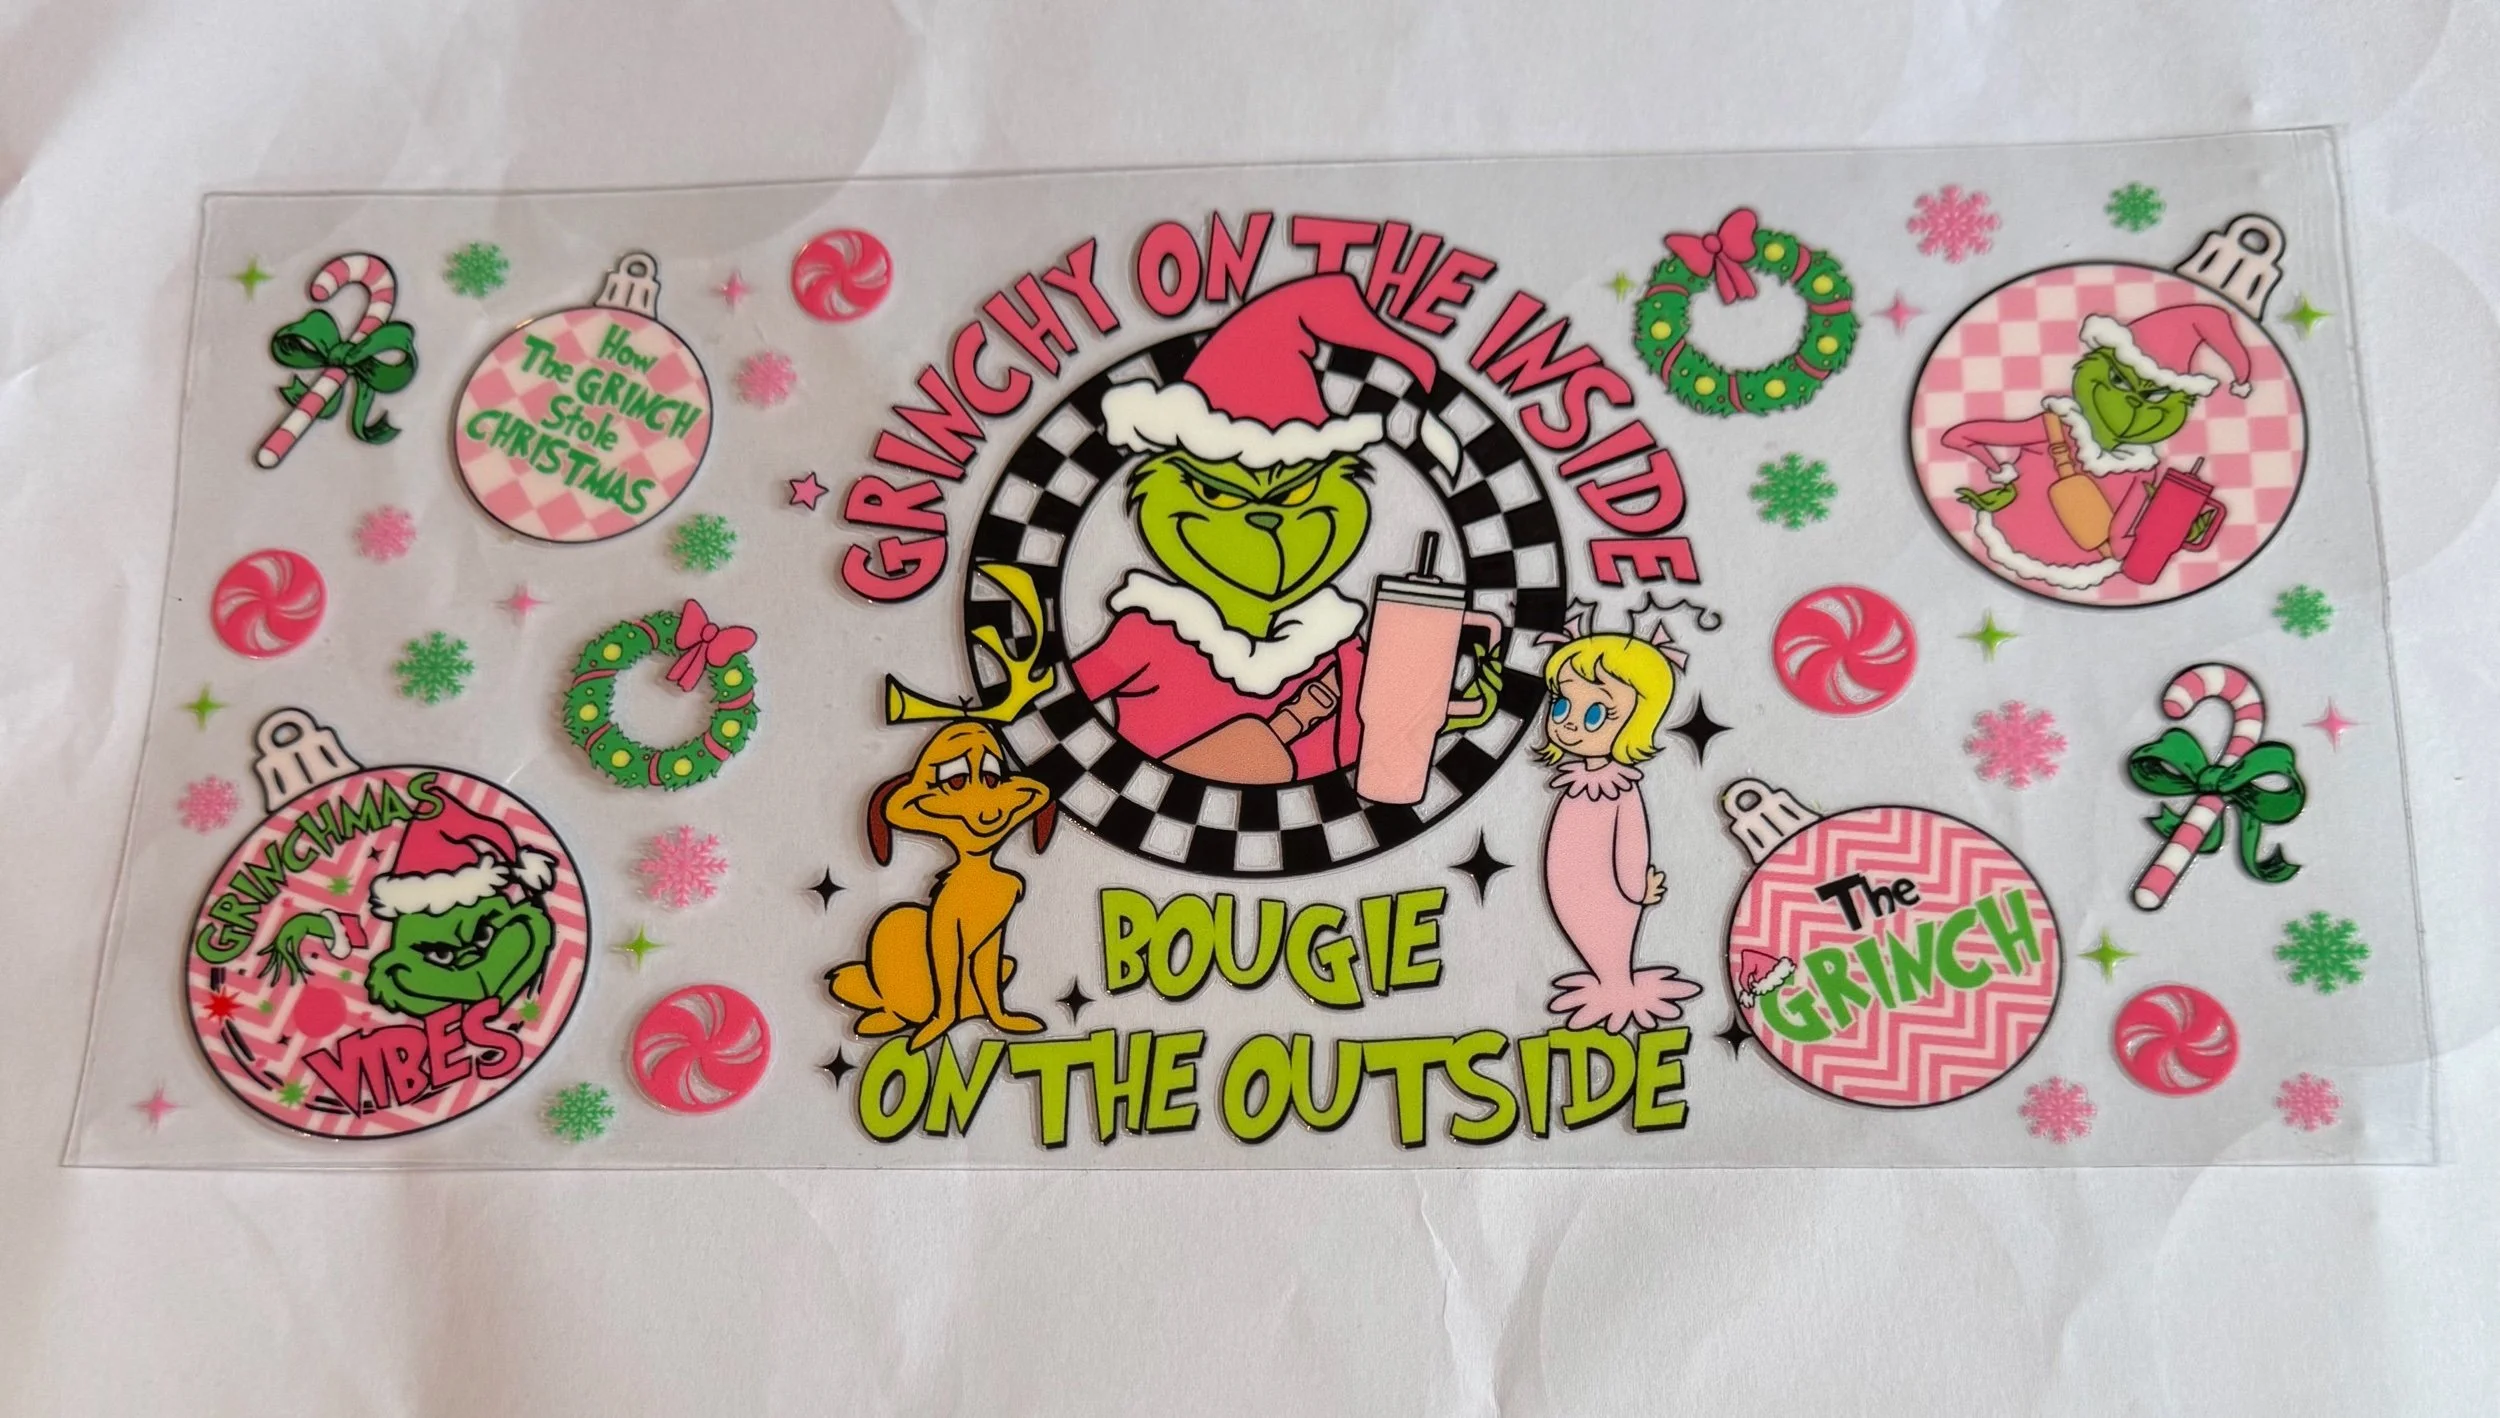 GRINCHY ON THE INSIDE
BOUGIE
ON THE OUTSIDE
How
The GRINCH
Stole
CHRISTMAS
GRINCHMAS
VIBES
The
GRINCH